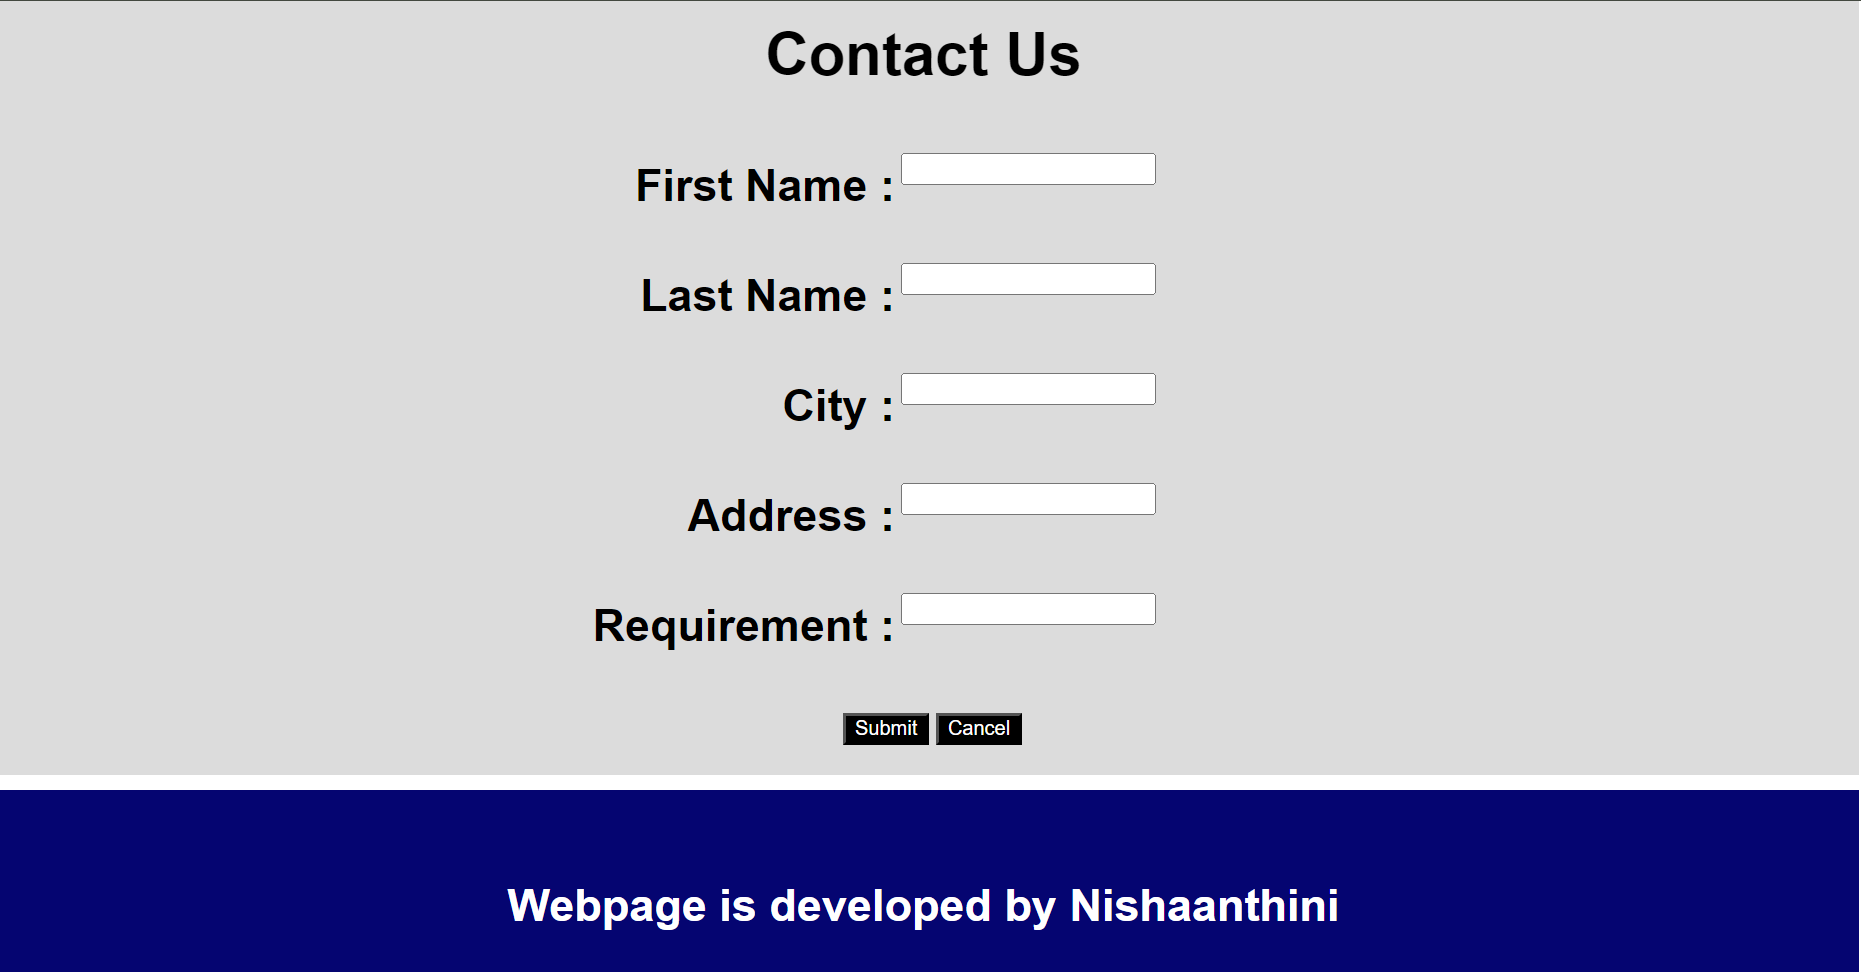 Contact Us
First Name :
Last Name :
City :
Address :
Requirement :
Submit Cancel
Webpage is developed by Nishaanthini